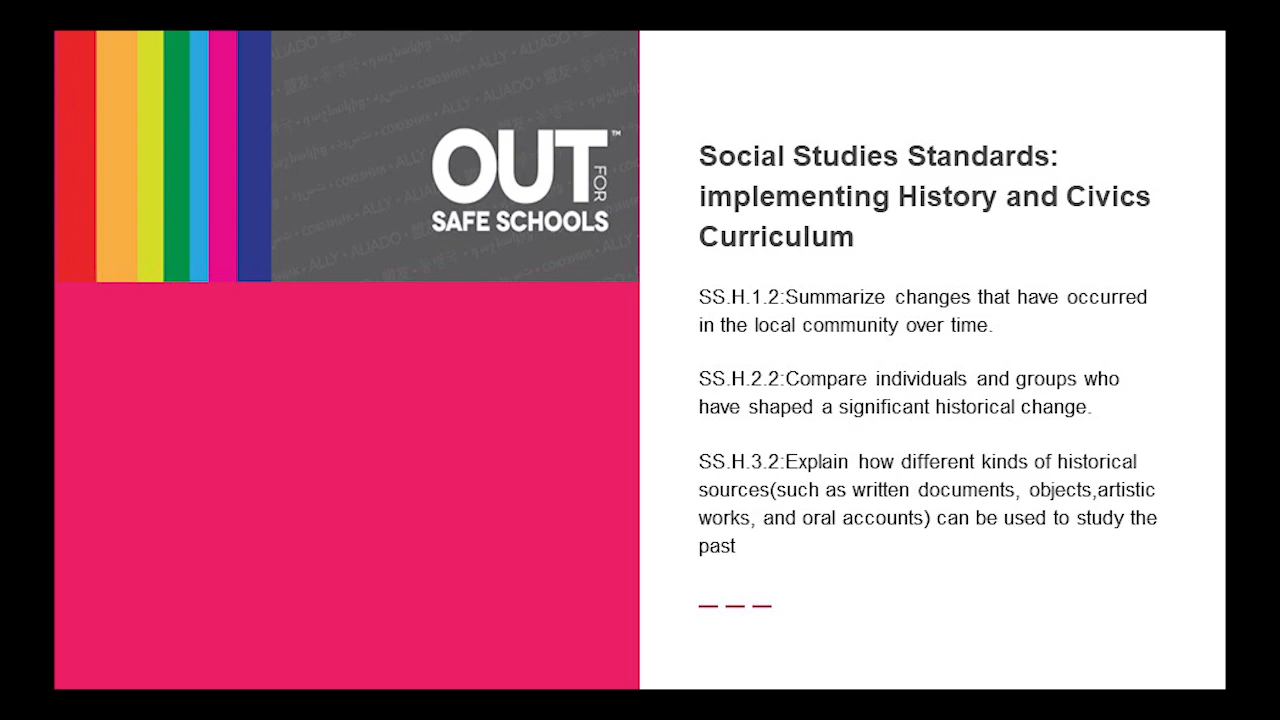 OUT™
FOR
SAFE SCHOOLS
Social Studies Standards:
implementing History and Civics
Curriculum
SS.H.1.2:Summarize changes that have occurred
in the local community over time.
SS.H.2.2:Compare individuals and groups who
have shaped a significant historical change.
SS.H.3.2:Explain how different kinds of historical
sources(such as written documents, objects,artistic
works, and oral accounts) can be used to study the
past